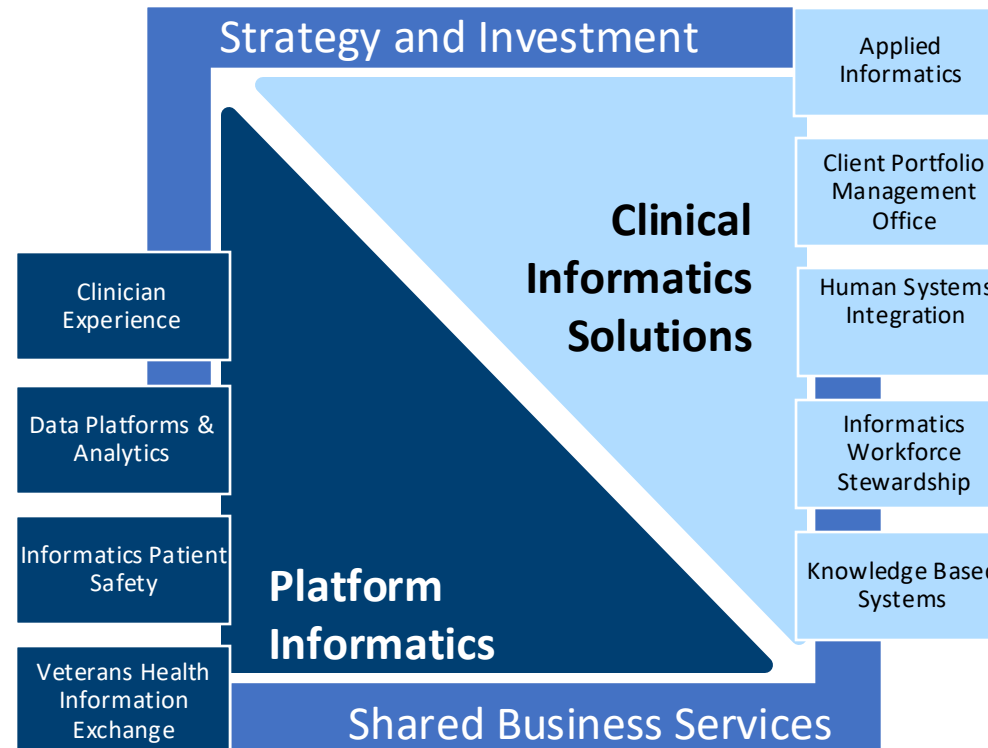 Strategy and Investment
Applied
Informatics
Client Portfolio
Management
Office
Human Systems
Integration
Informatics
Workforce
Stewardship
Knowledge Based
Systems
Clinical
Informatics
Solutions
Clinician
Experience
Data Platforms &
Analytics
Informatics Patient
Safety
Veterans Health
Information
Exchange
Platform
Informatics
Shared Business Services